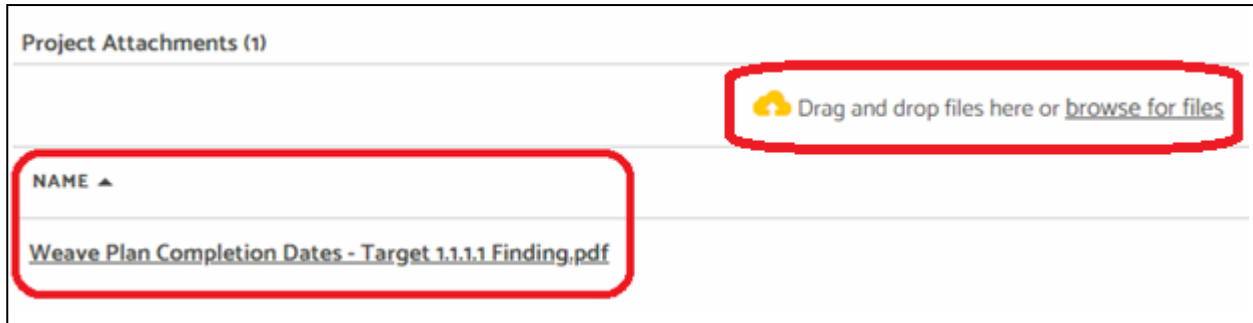 Project Attachments (1)
Drag and drop files here or browse for files
NAME
Weave Plan Completion Dates - Target 1.1.1.1 Finding.pdf